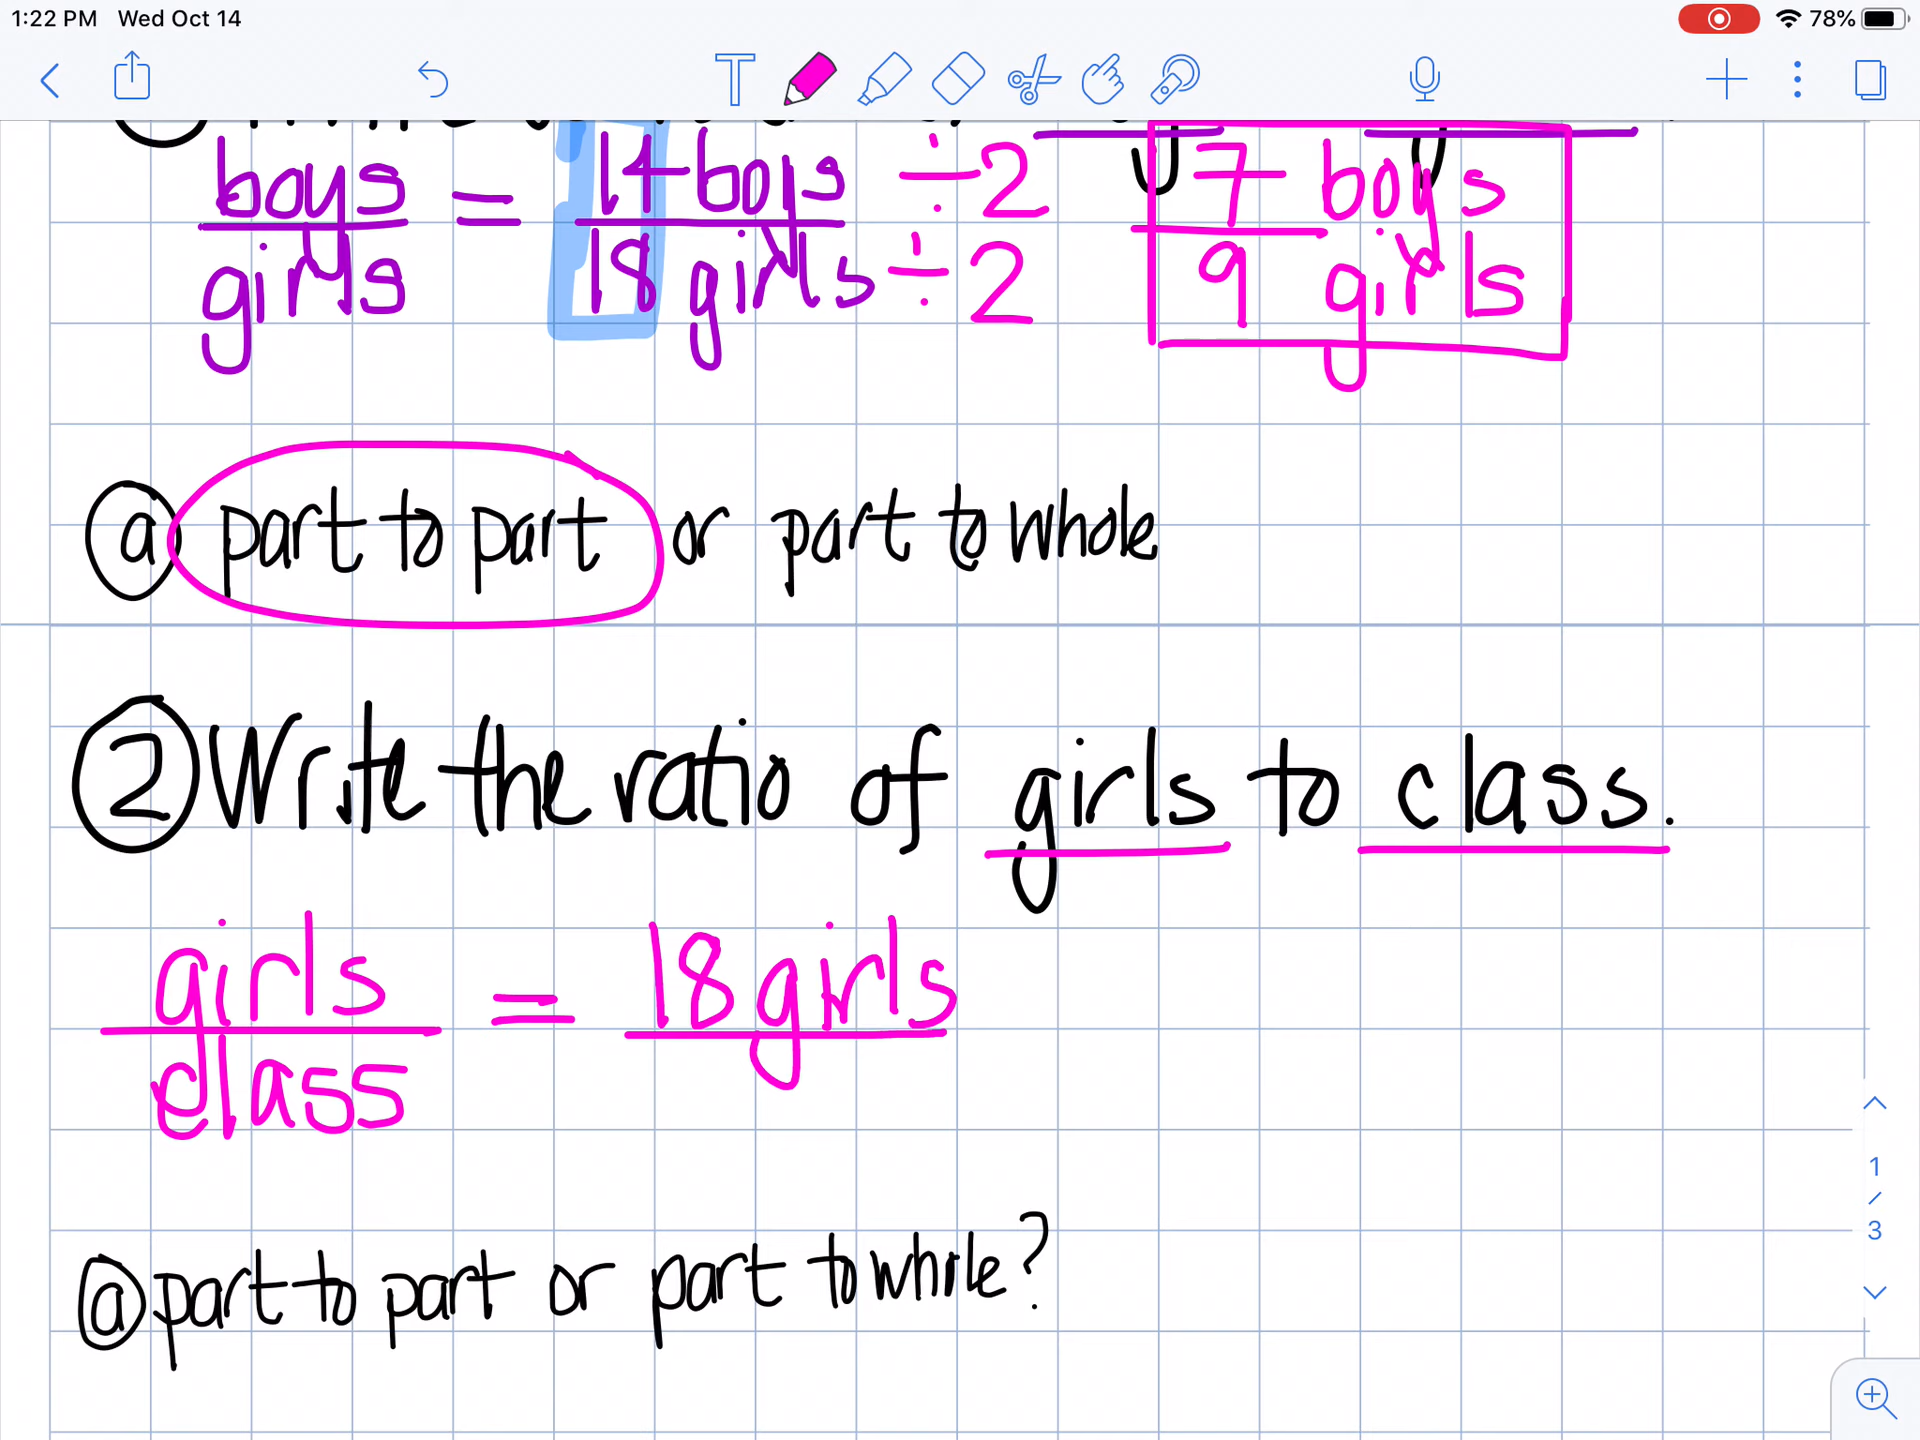 1:22 PM Wed Oct 14 78%
boys = 14 boys ÷2 7 boys
girls 18 girls ÷2 9 girls
a part to part or part to whole
2 Write the ratio of girls to class.
girls = 18 girls
class
1
/
3
a part to part or part to whole?